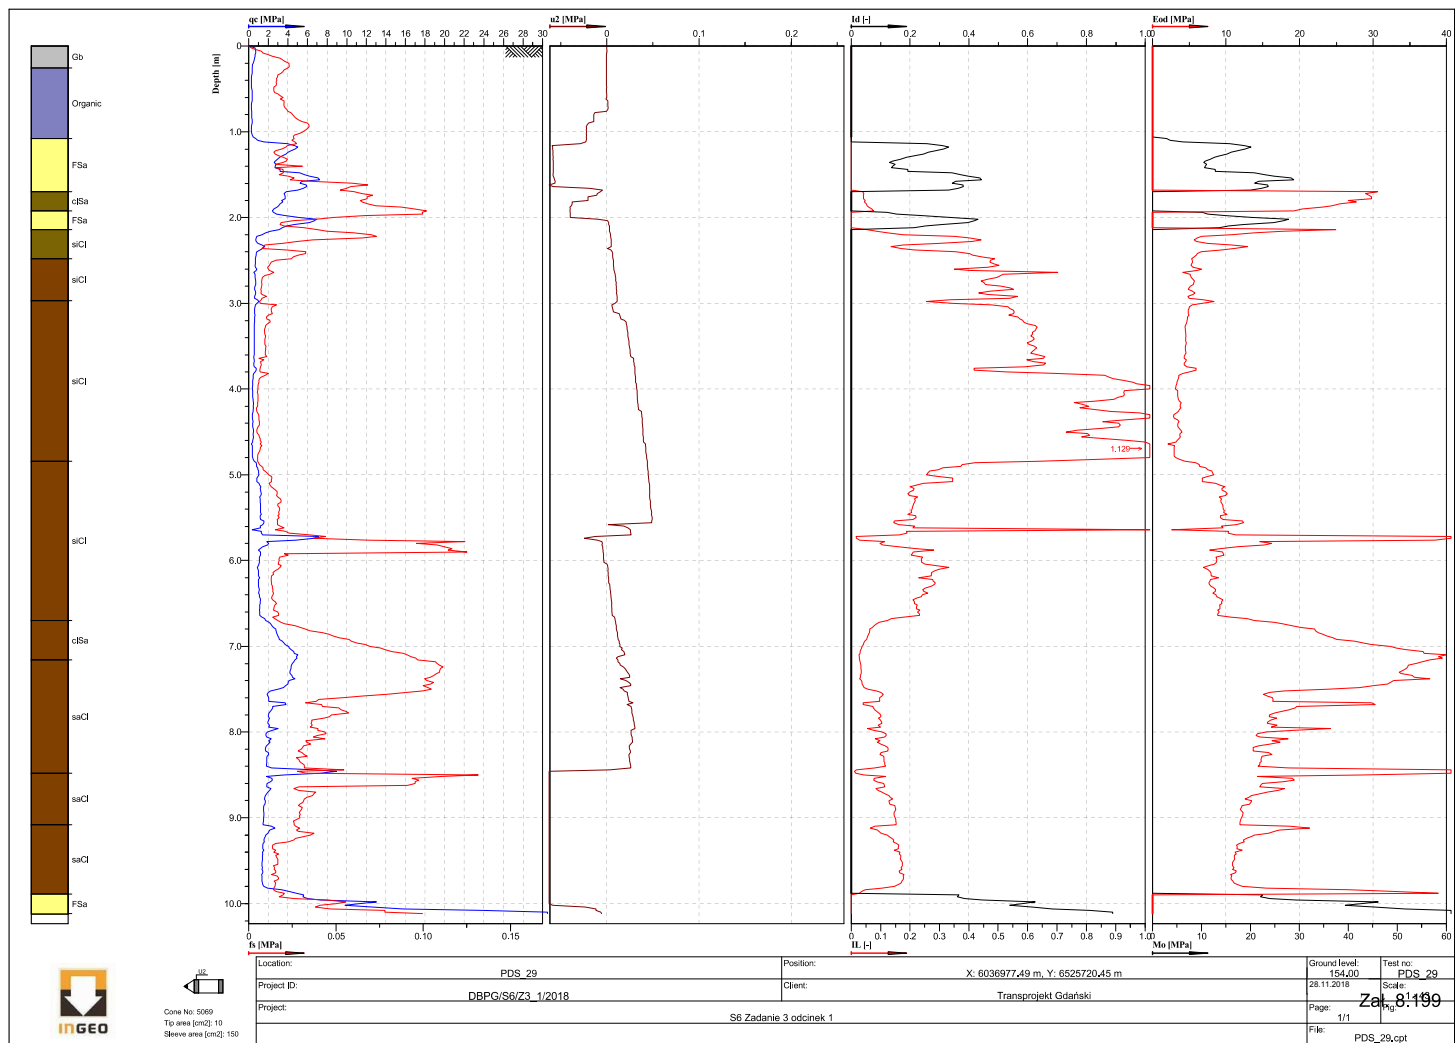 qc [MPa] u2 [MPa] Id [-] Eod [MPa]
0 2 4 6 8 10 12 14 16 18 20 22 24 26 28 30 0 0.1 0.2 0 0.2 0.4 0.6 0.8 1.0 0 10 20 30 40
Depth [m]
0
1.0
2.0
3.0
4.0
5.0
6.0
7.0
8.0
9.0
10.0
Gb
Organic
FSa
clSa
FSa
siCl
siCl
siCl
siCl
clSa
saCl
saCl
saCl
FSa
1.129
0 0.05 0.10 0.15 0 0.1 0.2 0.3 0.4 0.5 0.6 0.7 0.8 0.9 1.0 0 10 20 30 40 50 60
fs [MPa] IL [-] Mo [MPa]
INGEO
U2
Cone No: 5069
Tip area [cm2]: 10
Sleeve area [cm2]: 150
Location: PDS_29
Position: X: 6036977.49 m, Y: 6525720.45 m
Ground level: 154.00
Test no: PDS_29
Project ID: DBPG/S6/Z3_1/2018
Client: Transprojekt Gdański
28.11.2018
Scale:
Project: S6 Zadanie 3 odcinek 1
Page: 1/1
Zał. 8.199
File: PDS_29.cpt